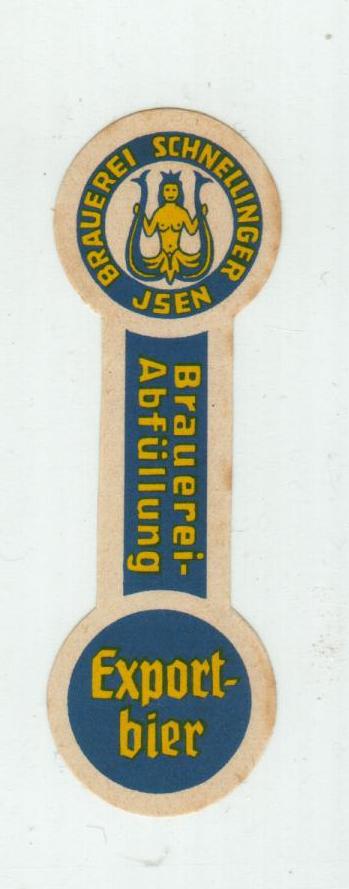 BRAUEREI SCHNELLINGER
JSEN
Brauerei-
Abfüllung
Export-
bier